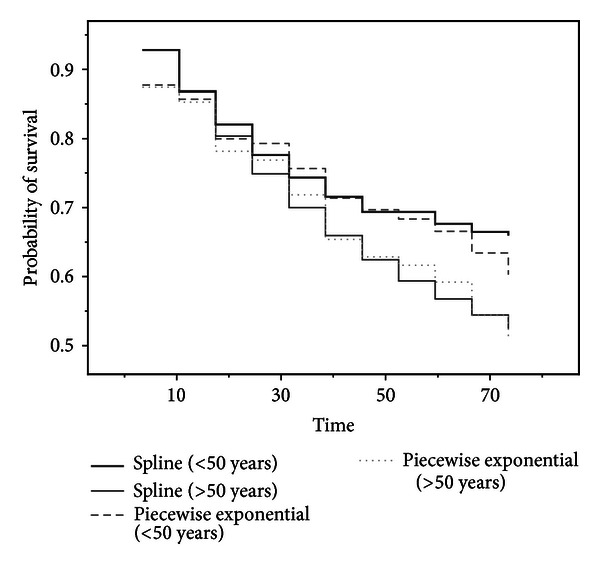 Probability of survival
0.9
0.8
0.7
0.6
0.5
10 30 50 70
Time
Spline (<50 years)
Spline (>50 years)
Piecewise exponential
(<50 years)
Piecewise exponential
(>50 years)